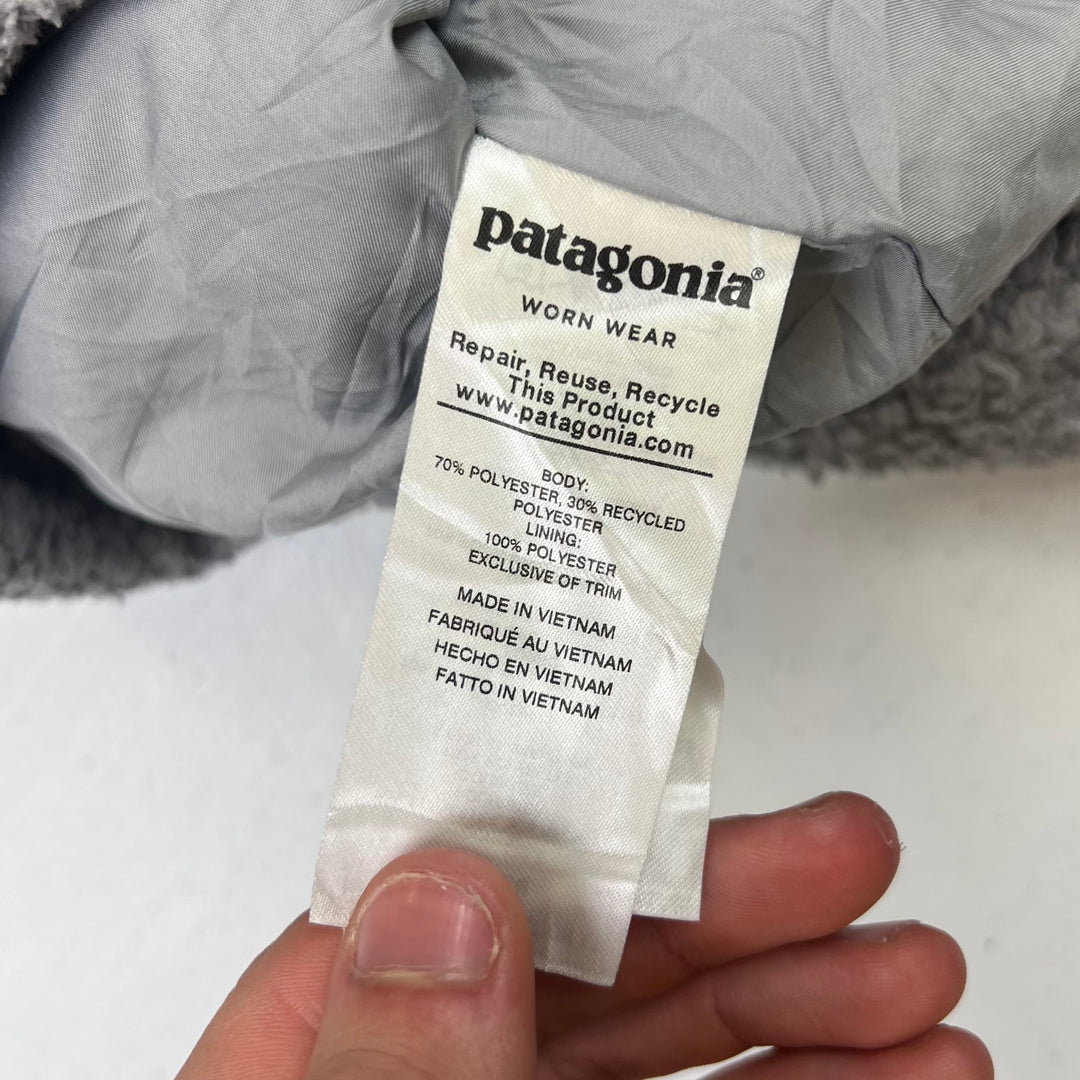 patagonia®
WORN WEAR
Repair, Reuse, Recycle
This Product
www.patagonia.com
BODY:
70% POLYESTER, 30% RECYCLED
POLYESTER
LINING:
100% POLYESTER
EXCLUSIVE OF TRIM
MADE IN VIETNAM
FABRIQUÉ AU VIETNAM
HECHO EN VIETNAM
FATTO IN VIETNAM